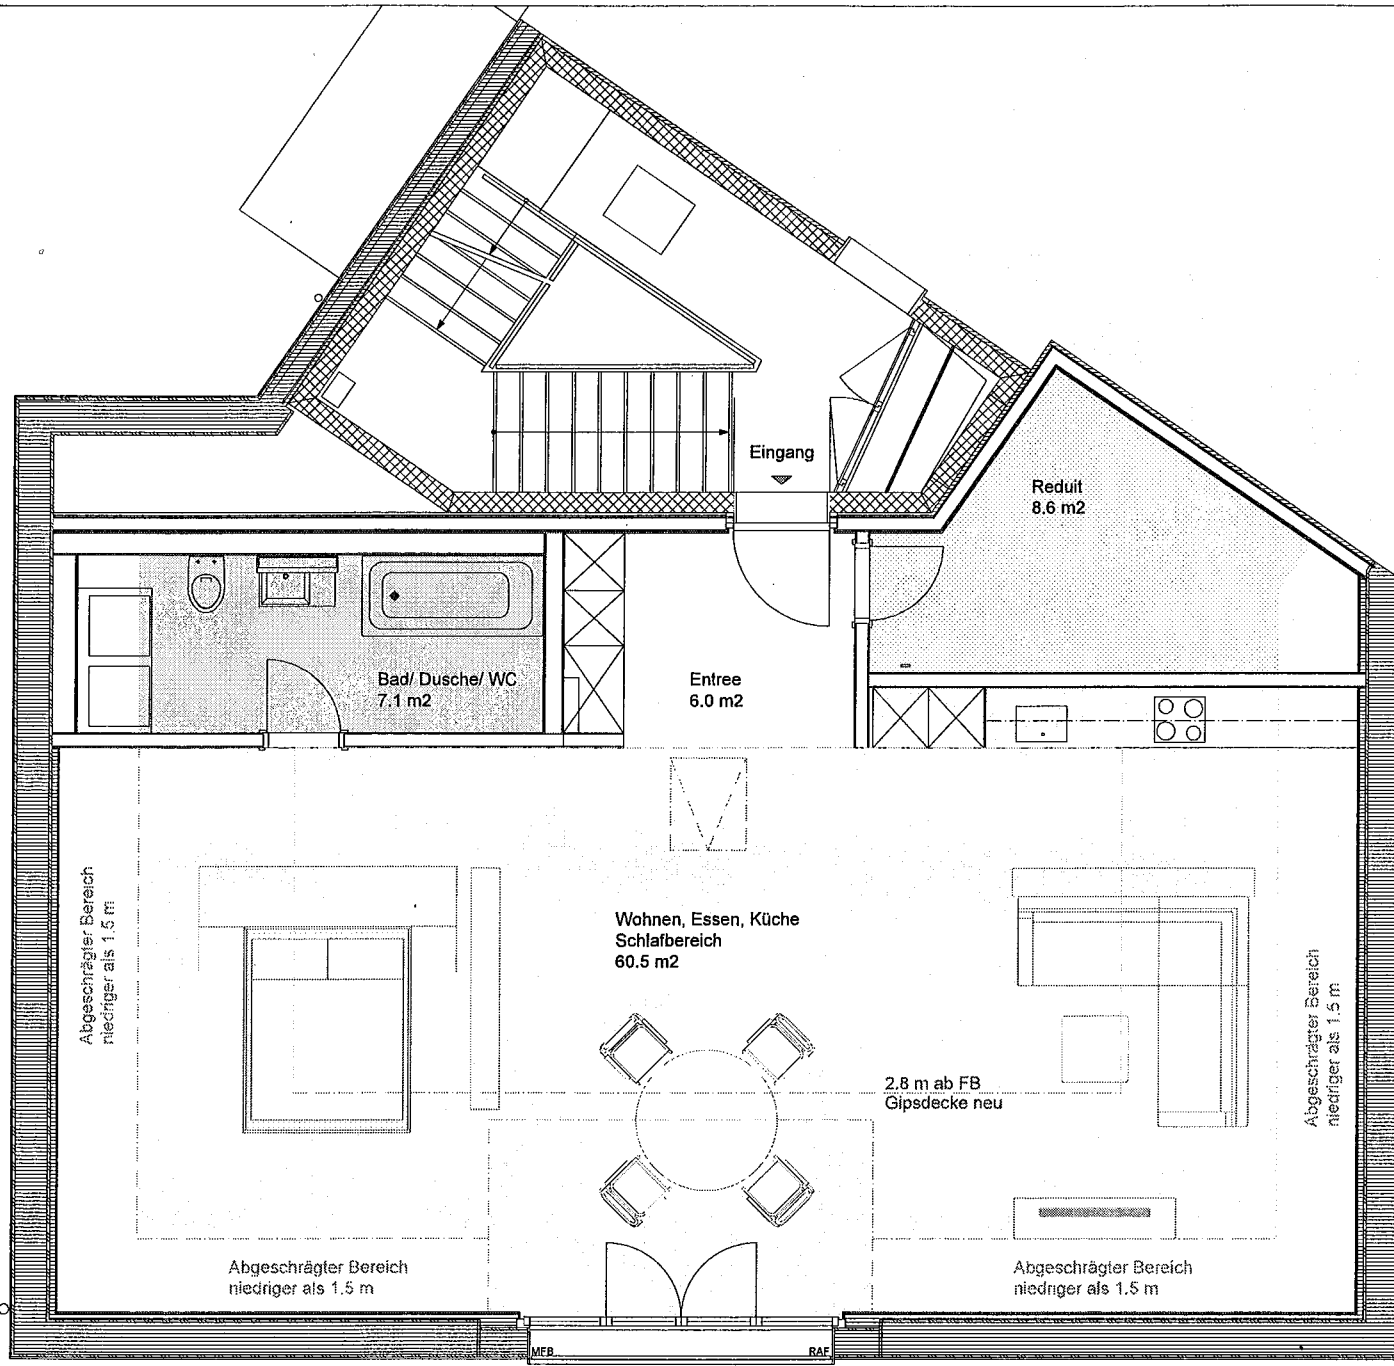 Eingang
Reduit
8.6 m2
Bad/ Dusche/ WC
7.1 m2
Entree
6.0 m2
Abgeschrägter Bereich
niedriger als 1.5 m
Wohnen, Essen, Küche
Schlafbereich
60.5 m2
Abgeschrägter Bereich
niedriger als 1.5 m
2.8 m ab FB
Gipsdecke neu
Abgeschrägter Bereich
niedriger als 1.5 m
Abgeschrägter Bereich
niedriger als 1.5 m
MFB
RAF